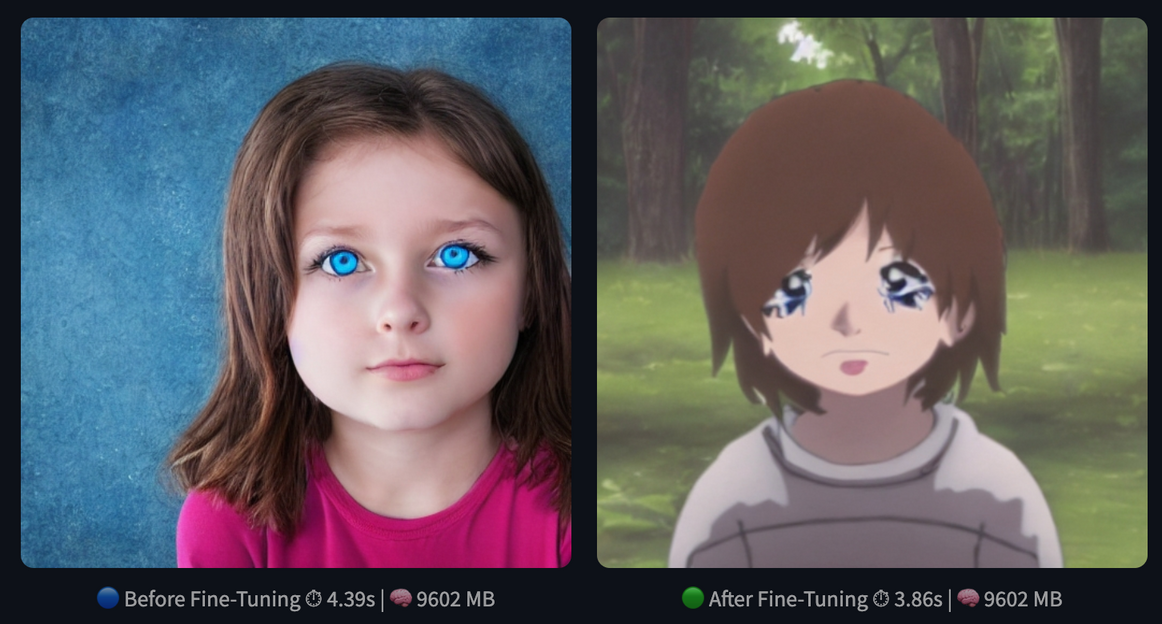 🔵 Before Fine-Tuning ⏱ 4.39s | 🧠 9602 MB
🟢 After Fine-Tuning ⏱ 3.86s | 🧠 9602 MB